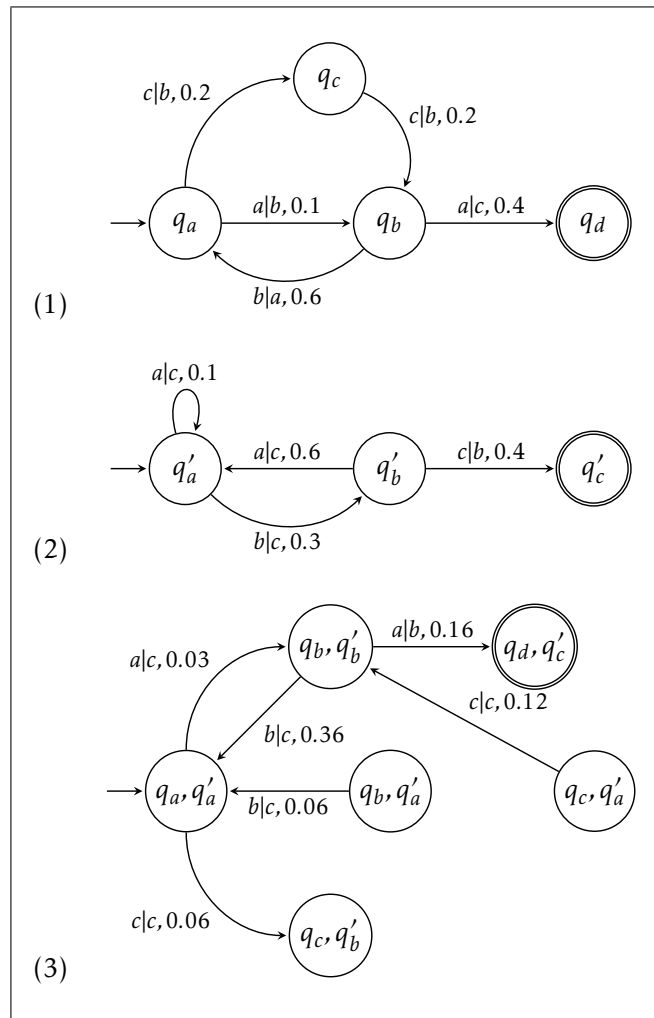 q_c
c|b, 0.2
c|b, 0.2
a|b, 0.1
a|c, 0.4
q_a
q_b
q_d
b|a, 0.6
(1)
a|c, 0.1
a|c, 0.6
c|b, 0.4
q′_a
q′_b
q′_c
b|c, 0.3
(2)
a|b, 0.16
q_b, q′_b
q_d, q′_c
a|c, 0.03
c|c, 0.12
b|c, 0.36
q_a, q′_a
q_b, q′_a
q_c, q′_a
b|c, 0.06
c|c, 0.06
q_c, q′_b
(3)